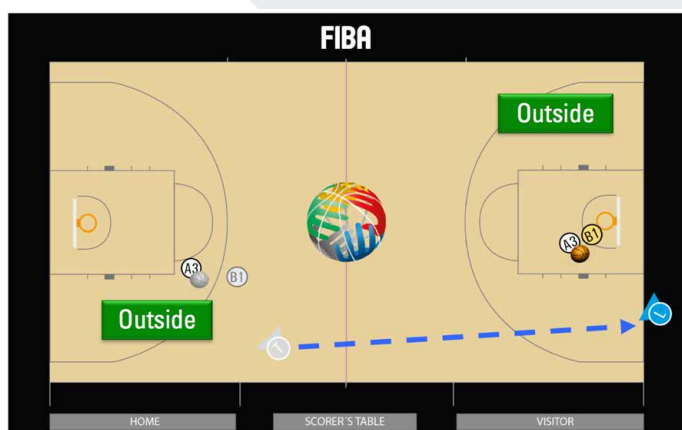 FIBA
Outside
A3 B1
A3 B1
Outside
T
L
HOME SCORER'S TABLE VISITOR